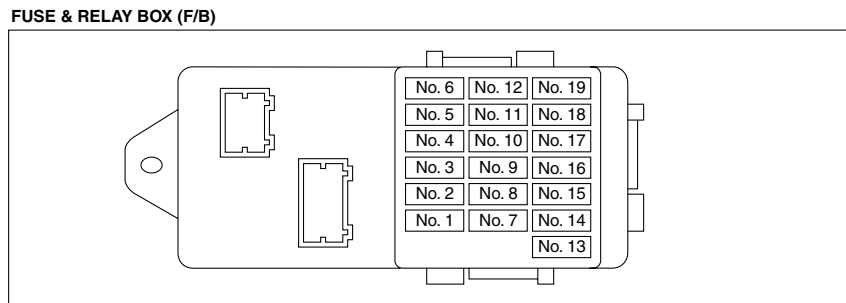 FUSE & RELAY BOX (F/B)
No. 6 No. 12 No. 19
No. 5 No. 11 No. 18
No. 4 No. 10 No. 17
No. 3 No. 9 No. 16
No. 2 No. 8 No. 15
No. 1 No. 7 No. 14
No. 13